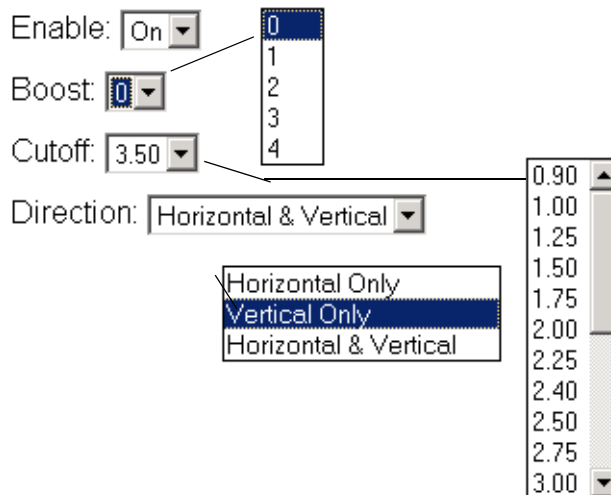 Enable: On
Boost: 0
Cutoff: 3.50
Direction: Horizontal & Vertical
0
1
2
3
4
Horizontal Only
Vertical Only
Horizontal & Vertical
0.90
1.00
1.25
1.50
1.75
2.00
2.25
2.40
2.50
2.75
3.00